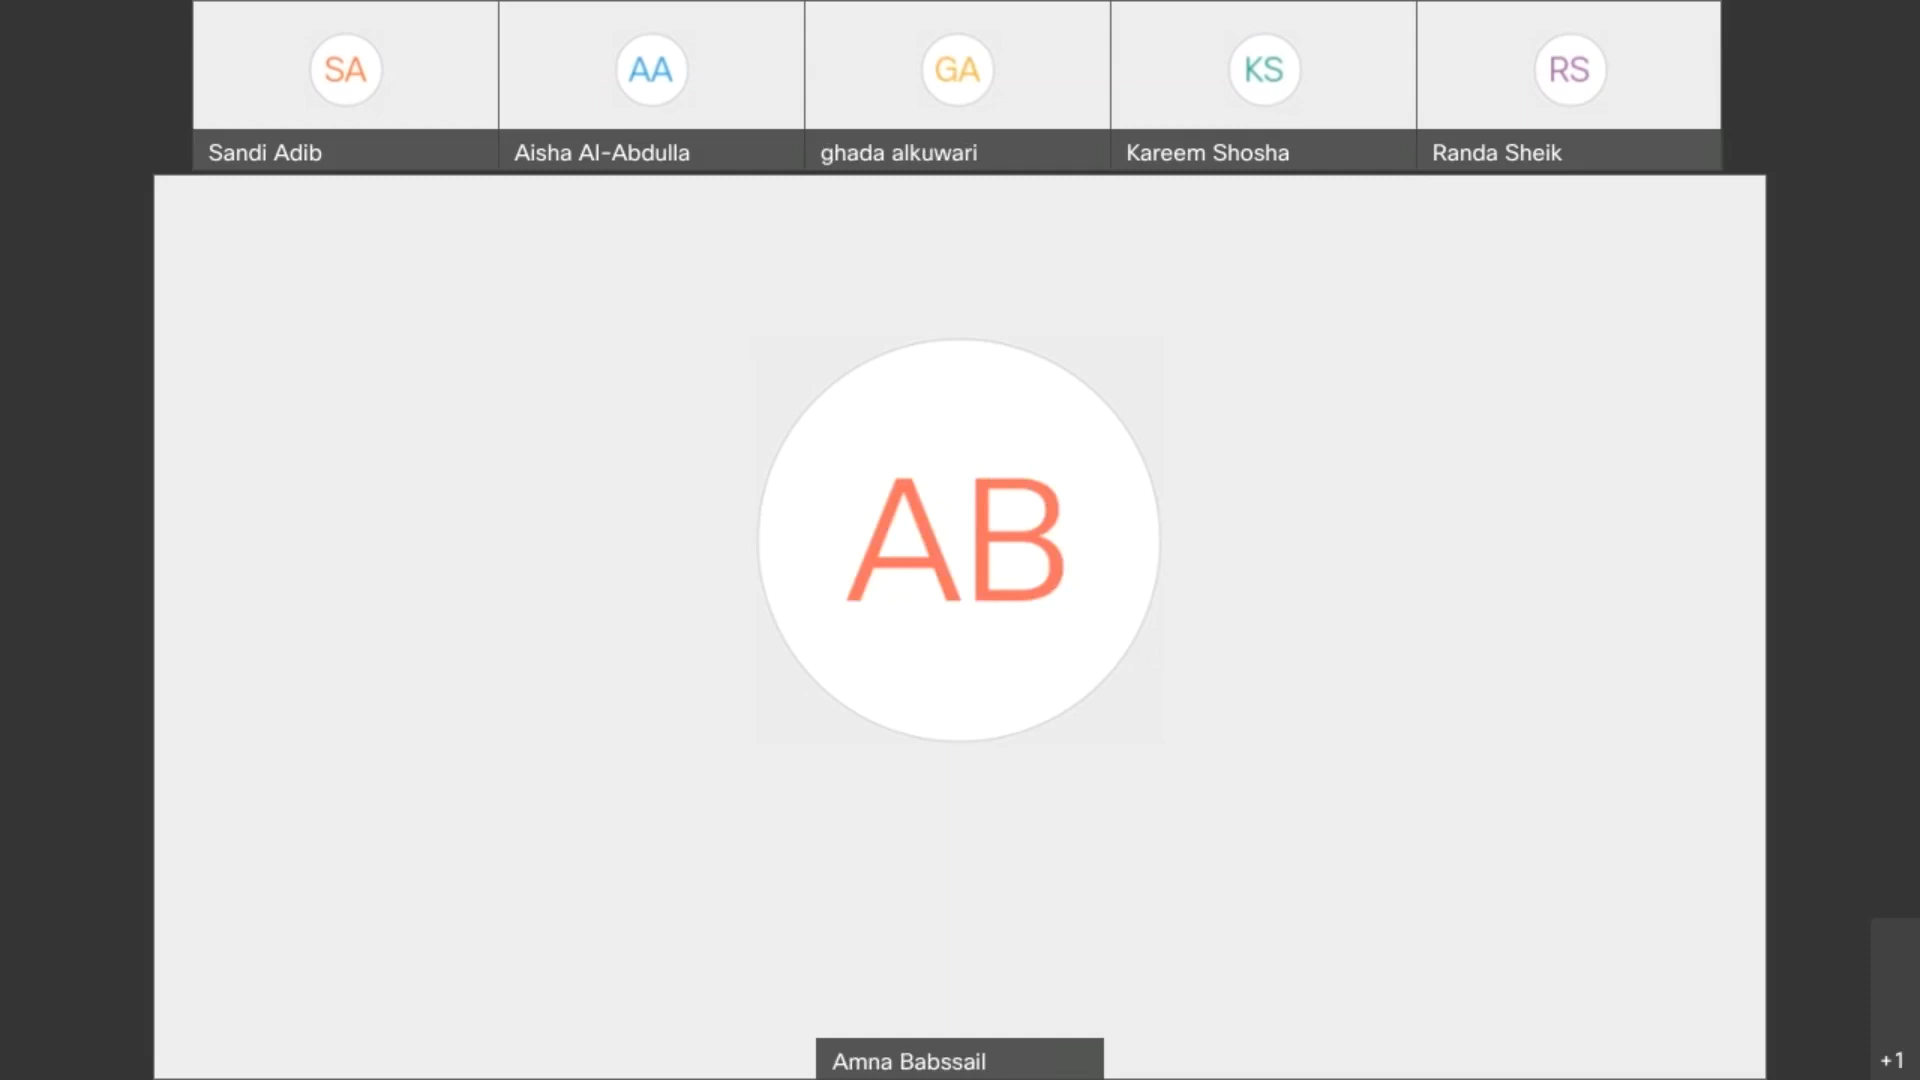 SA
AA
GA
KS
RS
Sandi Adib
Aisha Al-Abdulla
ghada alkuwari
Kareem Shosha
Randa Sheik
AB
Amna Babssail
+1